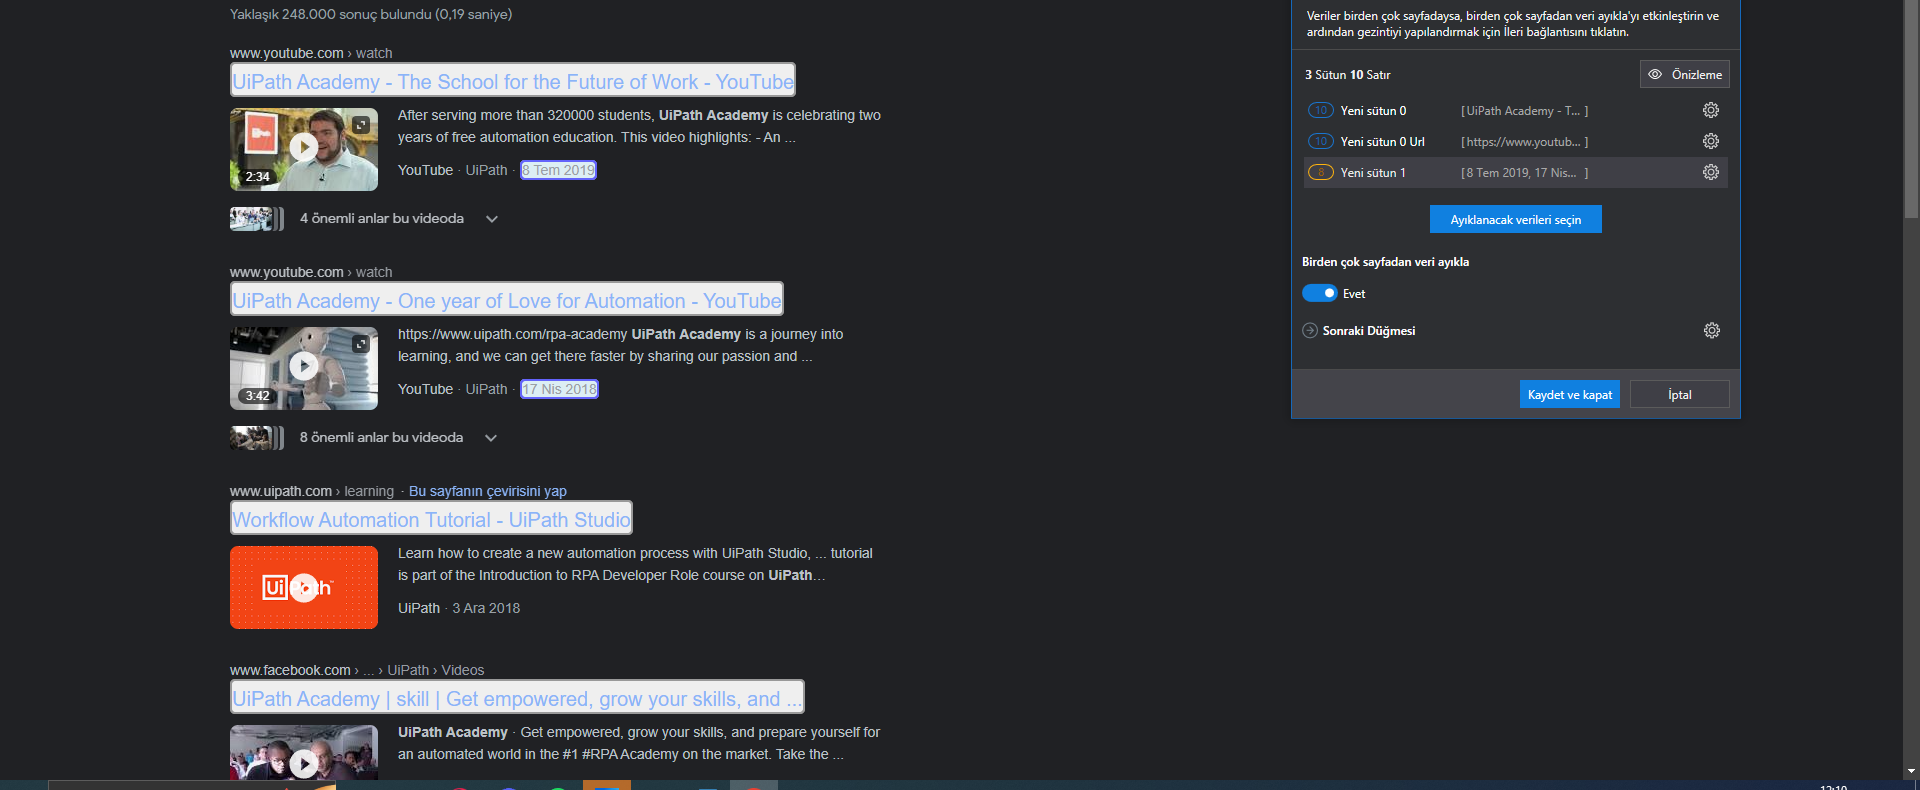 Yaklaşık 248.000 sonuç bulundu (0,19 saniye)
www.youtube.com › watch
UiPath Academy - The School for the Future of Work - YouTube
After serving more than 320000 students, UiPath Academy is celebrating two
years of free automation education. This video highlights: - An ...
2:34
YouTube · UiPath · 8 Tem 2019
4 önemli anlar bu videoda
www.youtube.com › watch
UiPath Academy - One year of Love for Automation - YouTube
https://www.uipath.com/rpa-academy UiPath Academy is a journey into
learning, and we can get there faster by sharing our passion and ...
3:42
YouTube · UiPath · 17 Nis 2018
8 önemli anlar bu videoda
www.uipath.com › learning · Bu sayfanın çevirisini yap
Workflow Automation Tutorial - UiPath Studio
Learn how to create a new automation process with UiPath Studio, ... tutorial
is part of the Introduction to RPA Developer Role course on UiPath…
UiPath
UiPath · 3 Ara 2018
www.facebook.com › ... › UiPath › Videos
UiPath Academy | skill | Get empowered, grow your skills, and ...
UiPath Academy · Get empowered, grow your skills, and prepare yourself for
an automated world in the #1 #RPA Academy on the market. Take the ...
Veriler birden çok sayfadaysa, birden çok sayfadan veri ayıkla'yı etkinleştirin ve
ardından gezintiyi yapılandırmak için İleri bağlantısını tıklatın.
3 Sütun 10 Satır
Önizleme
10 Yeni sütun 0 [ UiPath Academy - T... ]
10 Yeni sütun 0 Url [ https://www.youtub... ]
8 Yeni sütun 1 [ 8 Tem 2019, 17 Nis... ]
Ayıklanacak verileri seçin
Birden çok sayfadan veri ayıkla
Evet
Sonraki Düğmesi
Kaydet ve kapat
İptal